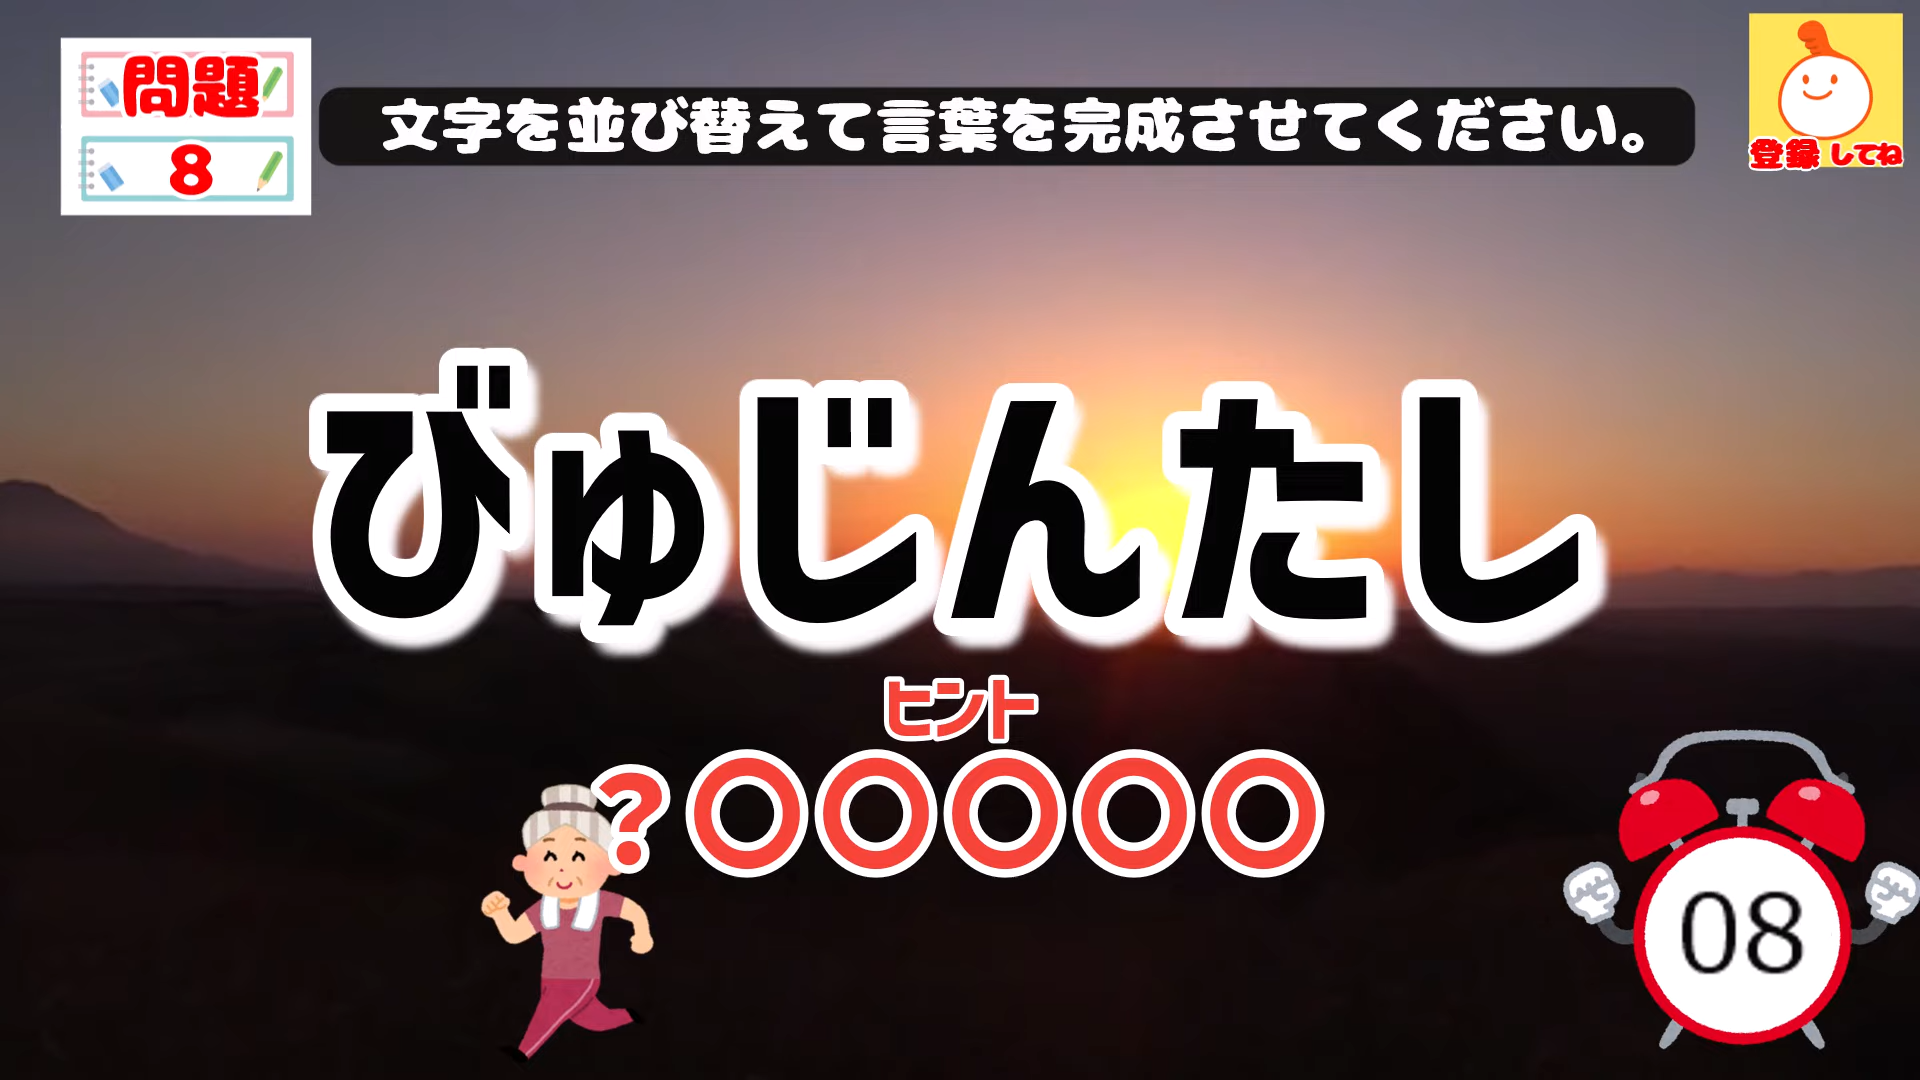 問題
8
文字を並び替えて言葉を完成させてください。
登録してね
びゅじんたし
ヒント
?〇〇〇〇〇
08